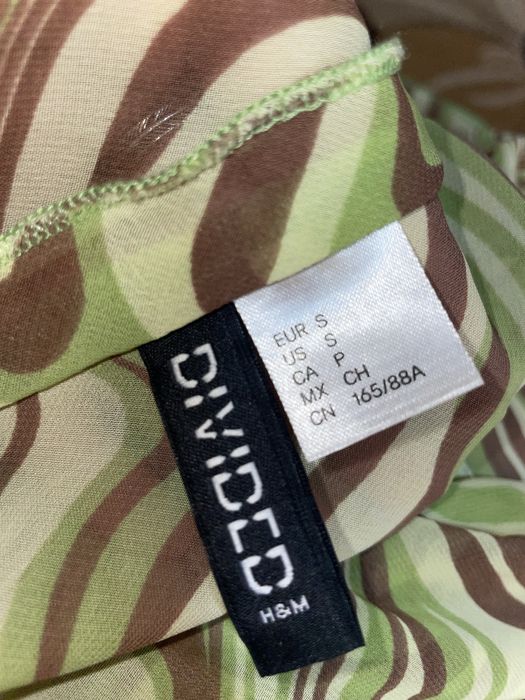 EUR S
US S
CA P
MX CH
CN 165/88A
DIVIDED
H&M